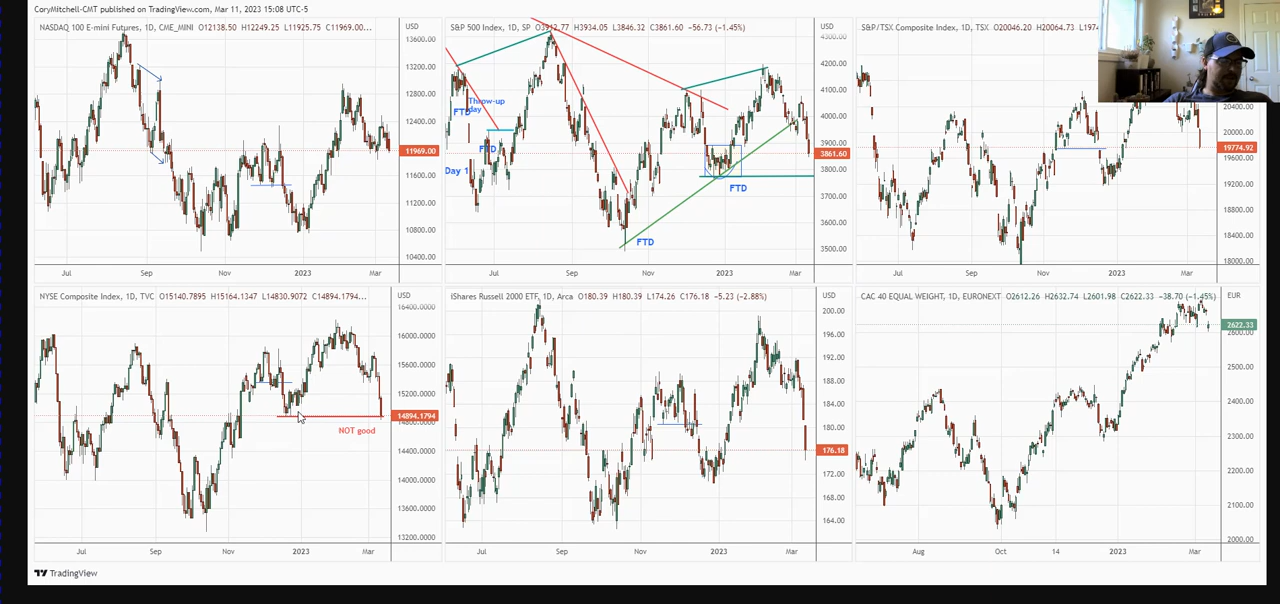 CoryMitchell-CMT published on TradingView.com, Mar 11, 2023 15:08 UTC-5
NASDAQ 100 E-mini Futures, 1D, CME_MINI O12138.50 H12249.25 L11925.75 C11969.00...
USD
13600.00
13200.00
12800.00
12400.00
11969.00
11600.00
11200.00
10800.00
10400.00
Jul Sep Nov 2023 Mar
S&P 500 Index, 1D, SP O3912.77 H3934.05 L3846.32 C3861.60 −56.73 (−1.45%)
USD
4300.00
4200.00
4100.00
4000.00
3900.00
3861.60
3800.00
3700.00
3600.00
3500.00
Throw-up
day
FTD
FTD
Day 1
FTD
FTD
Jul Sep Nov 2023 Mar
S&P/TSX Composite Index, 1D, TSX O20046.20 H20064.73 L197
20400.00
20000.00
19774.92
19600.00
19200.00
18800.00
18400.00
18000.00
Jul Sep Nov 2023 Mar
NYSE Composite Index, 1D, TVC O15140.7895 H15164.1347 L14830.9072 C14894.1794...
USD
16400.0000
16000.0000
15600.0000
15200.0000
14894.1794
14800.0000
14400.0000
14000.0000
13600.0000
13200.0000
NOT good
Jul Sep Nov 2023 Mar
iShares Russell 2000 ETF, 1D, Arca O180.39 H180.39 L174.26 C176.18 −5.23 (−2.88%)
USD
200.00
196.00
192.00
188.00
184.00
180.00
176.18
172.00
168.00
164.00
Jul Sep Nov 2023 Mar
CAC 40 EQUAL WEIGHT, 1D, EURONEXT O2612.26 H2632.74 L2601.98 C2622.33 −38.70 (−1.45%)
EUR
2622.33
2600.00
2500.00
2400.00
2300.00
2200.00
2100.00
2000.00
Aug Oct 14 2023 Mar
TradingView